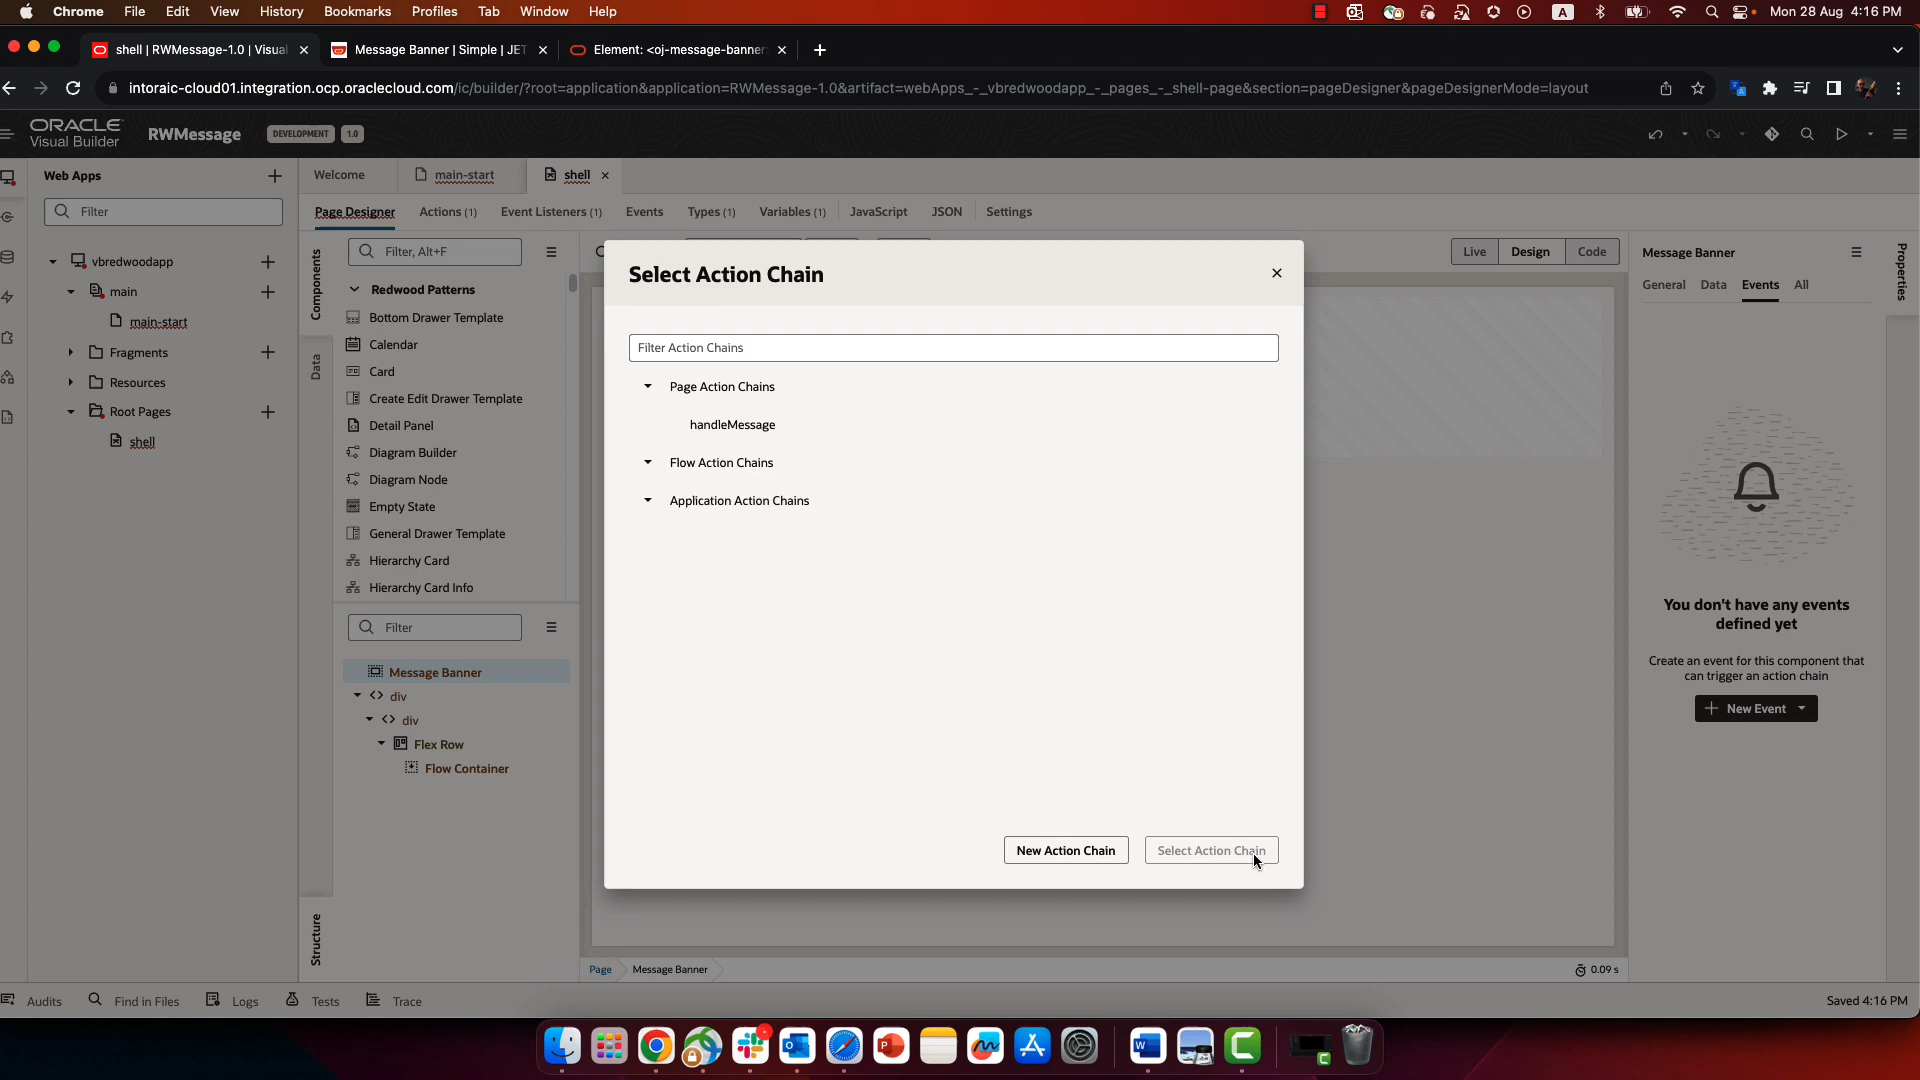 Chrome File Edit View History Bookmarks Profiles Tab Window Help A Mon 28 Aug 4:16 PM
shell | RWMessage-1.0 | Visual Message Banner | Simple | JET Element: <oj-message-banner>
intoraic-cloud01.integration.ocp.oraclecloud.com/ic/builder/?root=application&application=RWMessage-1.0&artifact=webApps_-_vbredwoodapp_-_pages_-_shell-page&section=pageDesigner&pageDesignerMode=layout
ORACLE
Visual Builder
RWMessage DEVELOPMENT 1.0
Web Apps
Welcome main-start shell
Filter
Page Designer Actions (1) Event Listeners (1) Events Types (1) Variables (1) JavaScript JSON Settings
vbredwoodapp
main
main-start
Fragments
Resources
Root Pages
shell
Components
Data
Structure
Filter, Alt+F
Redwood Patterns
Bottom Drawer Template
Calendar
Card
Create Edit Drawer Template
Detail Panel
Diagram Builder
Diagram Node
Empty State
General Drawer Template
Hierarchy Card
Hierarchy Card Info
Filter
Message Banner
div
div
Flex Row
Flow Container
Live Design Code
Select Action Chain
Filter Action Chains
Page Action Chains
handleMessage
Flow Action Chains
Application Action Chains
New Action Chain Select Action Chain
Message Banner
General Data Events All
Properties
You don't have any events
defined yet
Create an event for this component that
can trigger an action chain
New Event
Page Message Banner 0.09 s
Audits Find in Files Logs Tests Trace Saved 4:16 PM